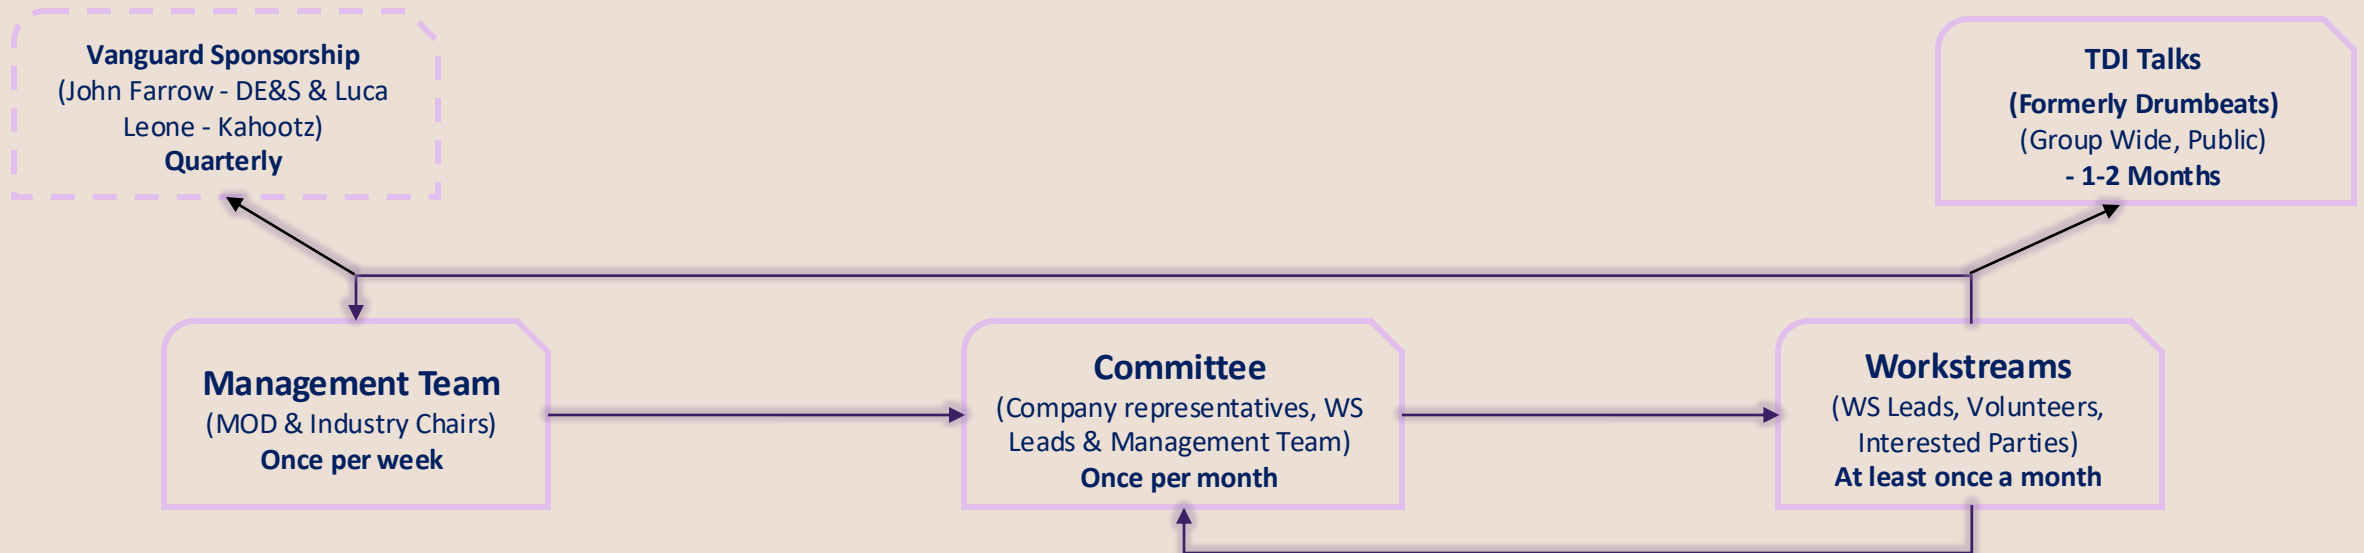 Vanguard Sponsorship
(John Farrow - DE&S & Luca
Leone - Kahootz)
Quarterly
TDI Talks
(Formerly Drumbeats)
(Group Wide, Public)
- 1-2 Months
Management Team
(MOD & Industry Chairs)
Once per week
Committee
(Company representatives, WS
Leads & Management Team)
Once per month
Workstreams
(WS Leads, Volunteers,
Interested Parties)
At least once a month